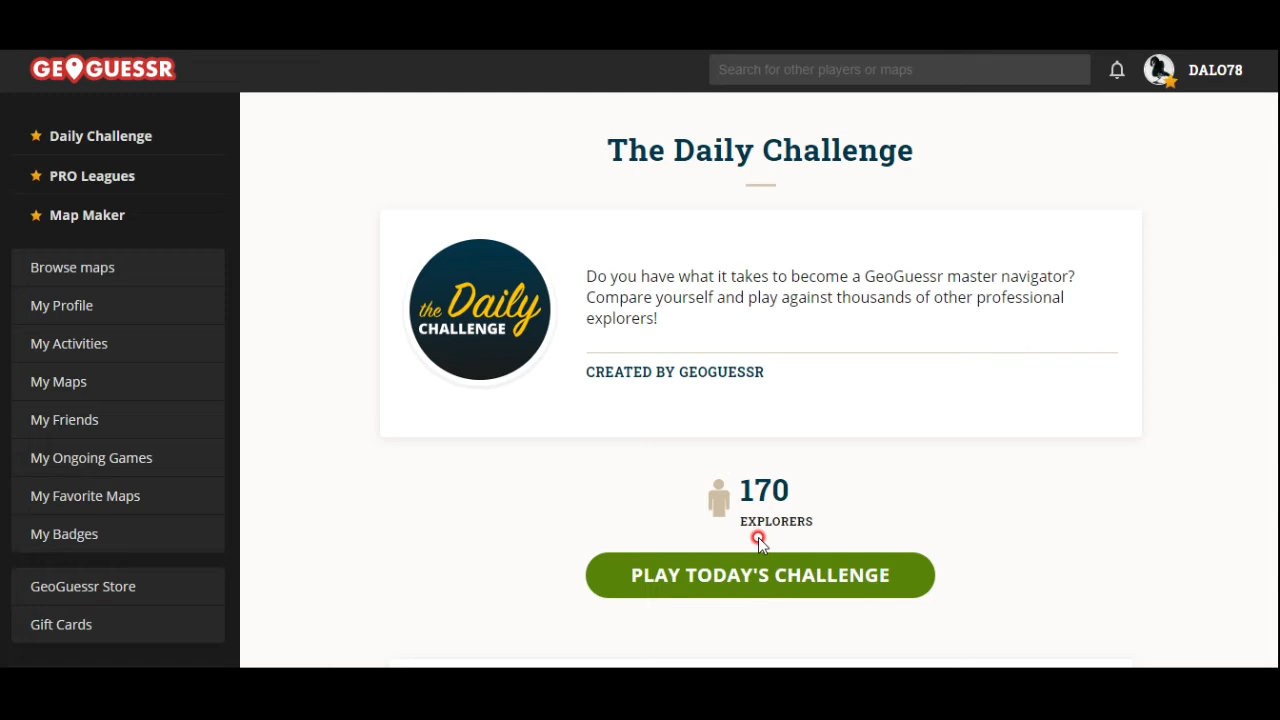 GEOGUESSR
Search for other players or maps
DALO78
Daily Challenge
PRO Leagues
Map Maker
Browse maps
My Profile
My Activities
My Maps
My Friends
My Ongoing Games
My Favorite Maps
My Badges
GeoGuessr Store
Gift Cards
The Daily Challenge
the Daily
CHALLENGE
Do you have what it takes to become a GeoGuessr master navigator?
Compare yourself and play against thousands of other professional
explorers!
CREATED BY GEOGUESSR
170
EXPLORERS
PLAY TODAY'S CHALLENGE